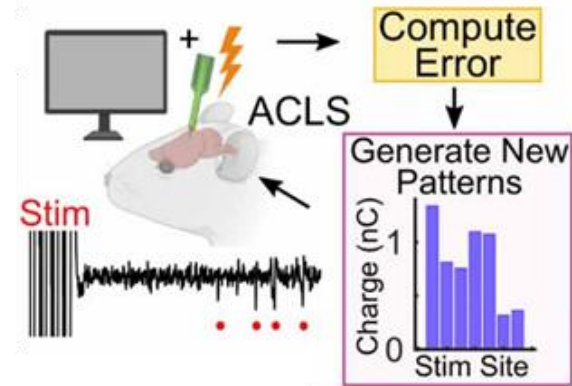 +
Compute
Error
ACLS
Generate New
Patterns
Stim
Charge (nC)
1
0
Stim Site